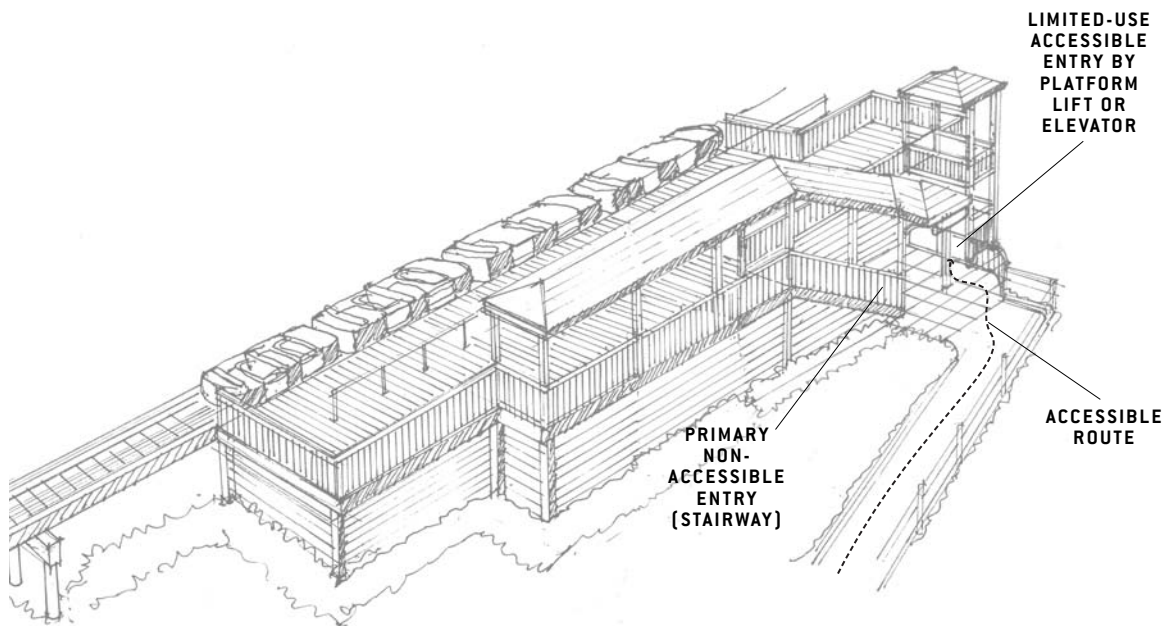 LIMITED-USE
ACCESSIBLE
ENTRY BY
PLATFORM
LIFT OR
ELEVATOR
ACCESSIBLE
ROUTE
PRIMARY
NON-
ACCESSIBLE
ENTRY
(STAIRWAY)